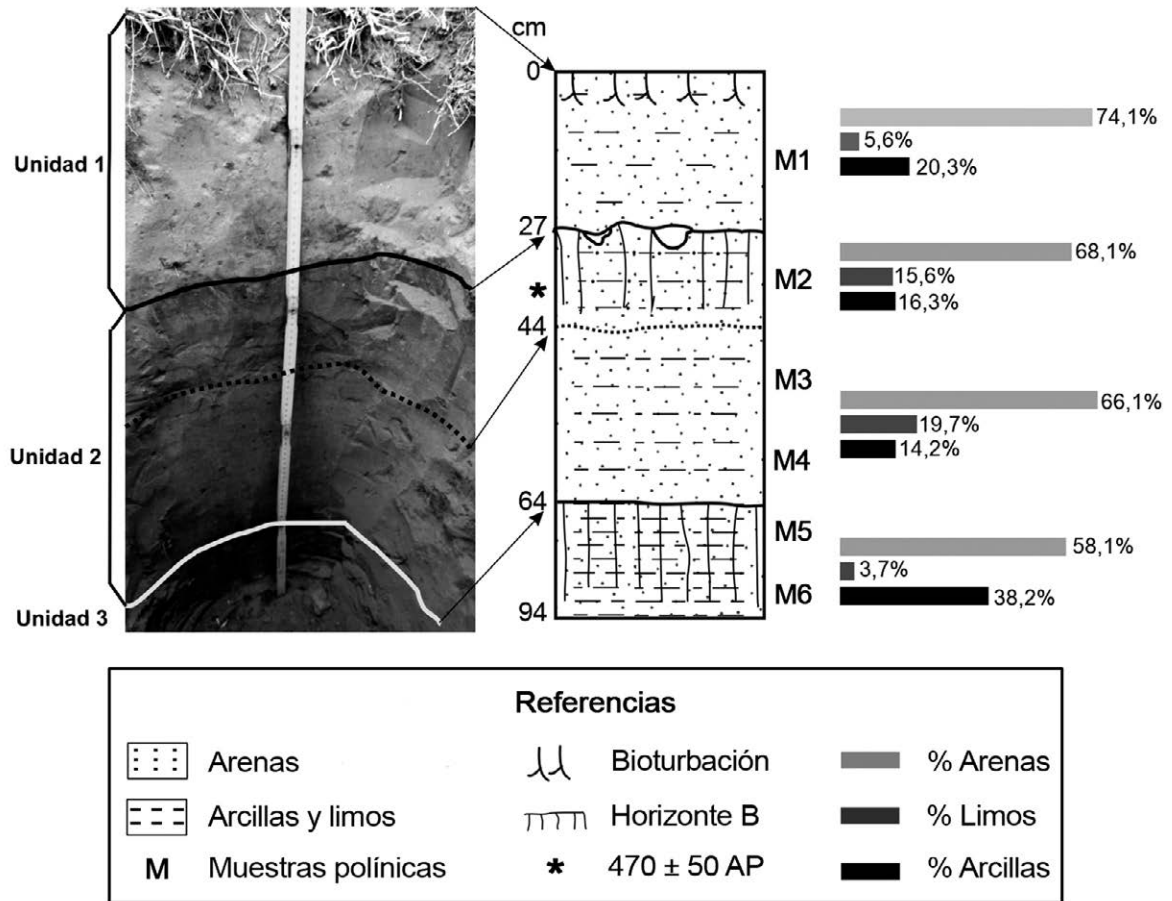 Unidad 1
Unidad 2
Unidad 3
cm
0
27
*
44
64
94
M1
M2
M3
M4
M5
M6
74,1%
5,6%
20,3%
68,1%
15,6%
16,3%
66,1%
19,7%
14,2%
58,1%
3,7%
38,2%
Referencias
Arenas
Bioturbación
% Arenas
Arcillas y limos
Horizonte B
% Limos
M Muestras polínicas
* 470 ± 50 AP
% Arcillas